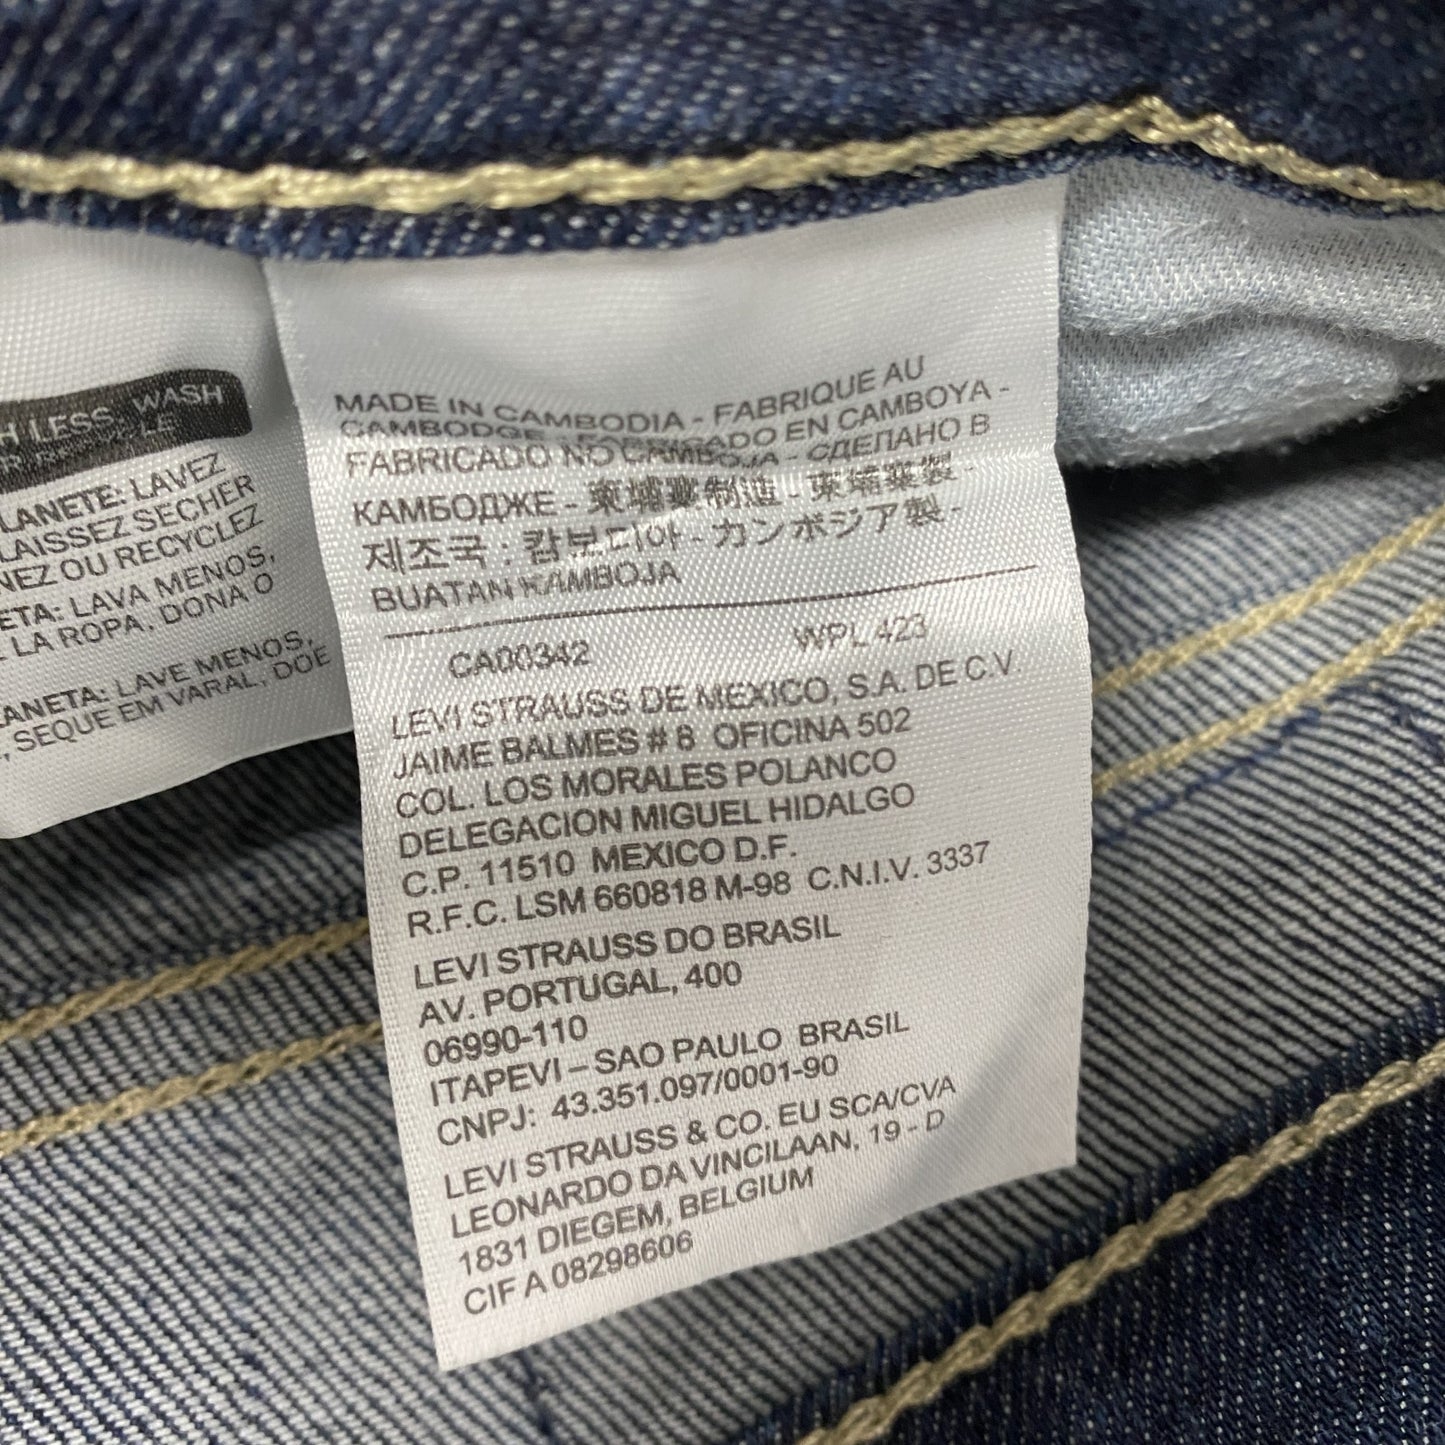 LESS, WASH
PLANETE: LAVEZ
LAISSEZ SECHER
OU RECYCLEZ
LAVA MENOS,
LA ROPA, DONA O
LAVE MENOS,
SEQUE EM VARAL, DOE
MADE IN CAMBODIA - FABRIQUE AU
CAMBODGE - FABRICADO EN CAMBOYA -
FABRICADO NO CAMBOJA - СДЕЛАНО В
КАМБОДЖЕ - 柬埔寨制造 - 柬埔寨製 -
제조국 : 캄보디아 - カンボジア製 -
BUATAN KAMBOJA
CA00342 WPL 423
LEVI STRAUSS DE MEXICO, S.A. DE C.V.
JAIME BALMES # 8 OFICINA 502
COL. LOS MORALES POLANCO
DELEGACION MIGUEL HIDALGO
C.P. 11510 MEXICO D.F.
R.F.C. LSM 660818 M-98 C.N.I.V. 3337
LEVI STRAUSS DO BRASIL
AV. PORTUGAL, 400
06990-110
ITAPEVI – SAO PAULO BRASIL
CNPJ: 43.351.097/0001-90
LEVI STRAUSS & CO. EU SCA/CVA
LEONARDO DA VINCILAAN, 19 - D
1831 DIEGEM, BELGIUM
CIF A 08298606